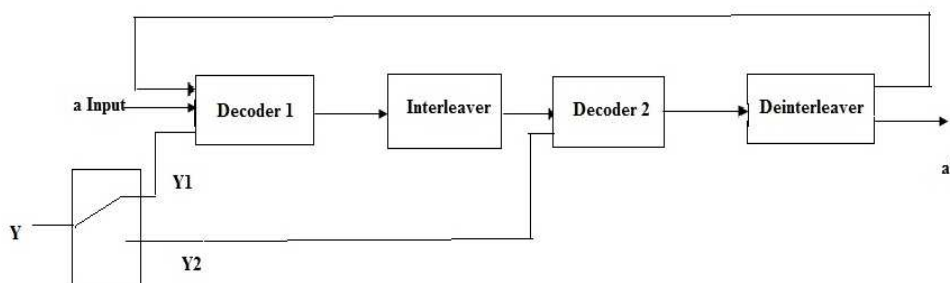 a Input
Decoder 1
Interleaver
Decoder 2
Deinterleaver
a
Y1
Y
Y2